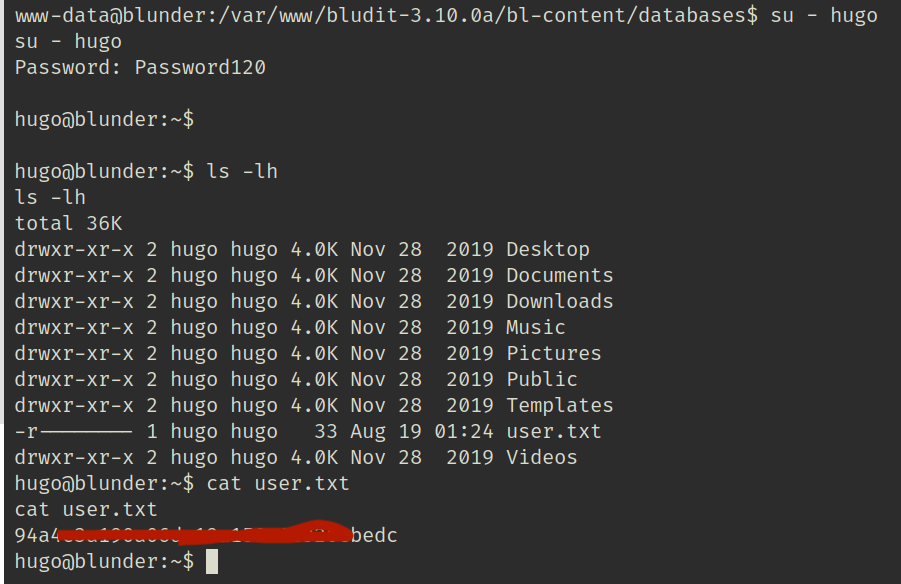 www-data@blunder:/var/www/bludit-3.10.0a/bl-content/databases$ su - hugo
su - hugo
Password: Password120
hugo@blunder:~$
hugo@blunder:~$ ls -lh
ls -lh
total 36K
drwxr-xr-x 2 hugo hugo 4.0K Nov 28  2019 Desktop
drwxr-xr-x 2 hugo hugo 4.0K Nov 28  2019 Documents
drwxr-xr-x 2 hugo hugo 4.0K Nov 28  2019 Downloads
drwxr-xr-x 2 hugo hugo 4.0K Nov 28  2019 Music
drwxr-xr-x 2 hugo hugo 4.0K Nov 28  2019 Pictures
drwxr-xr-x 2 hugo hugo 4.0K Nov 28  2019 Public
drwxr-xr-x 2 hugo hugo 4.0K Nov 28  2019 Templates
-r-------- 1 hugo hugo   33 Aug 19 01:24 user.txt
drwxr-xr-x 2 hugo hugo 4.0K Nov 28  2019 Videos
hugo@blunder:~$ cat user.txt
cat user.txt
hugo@blunder:~$